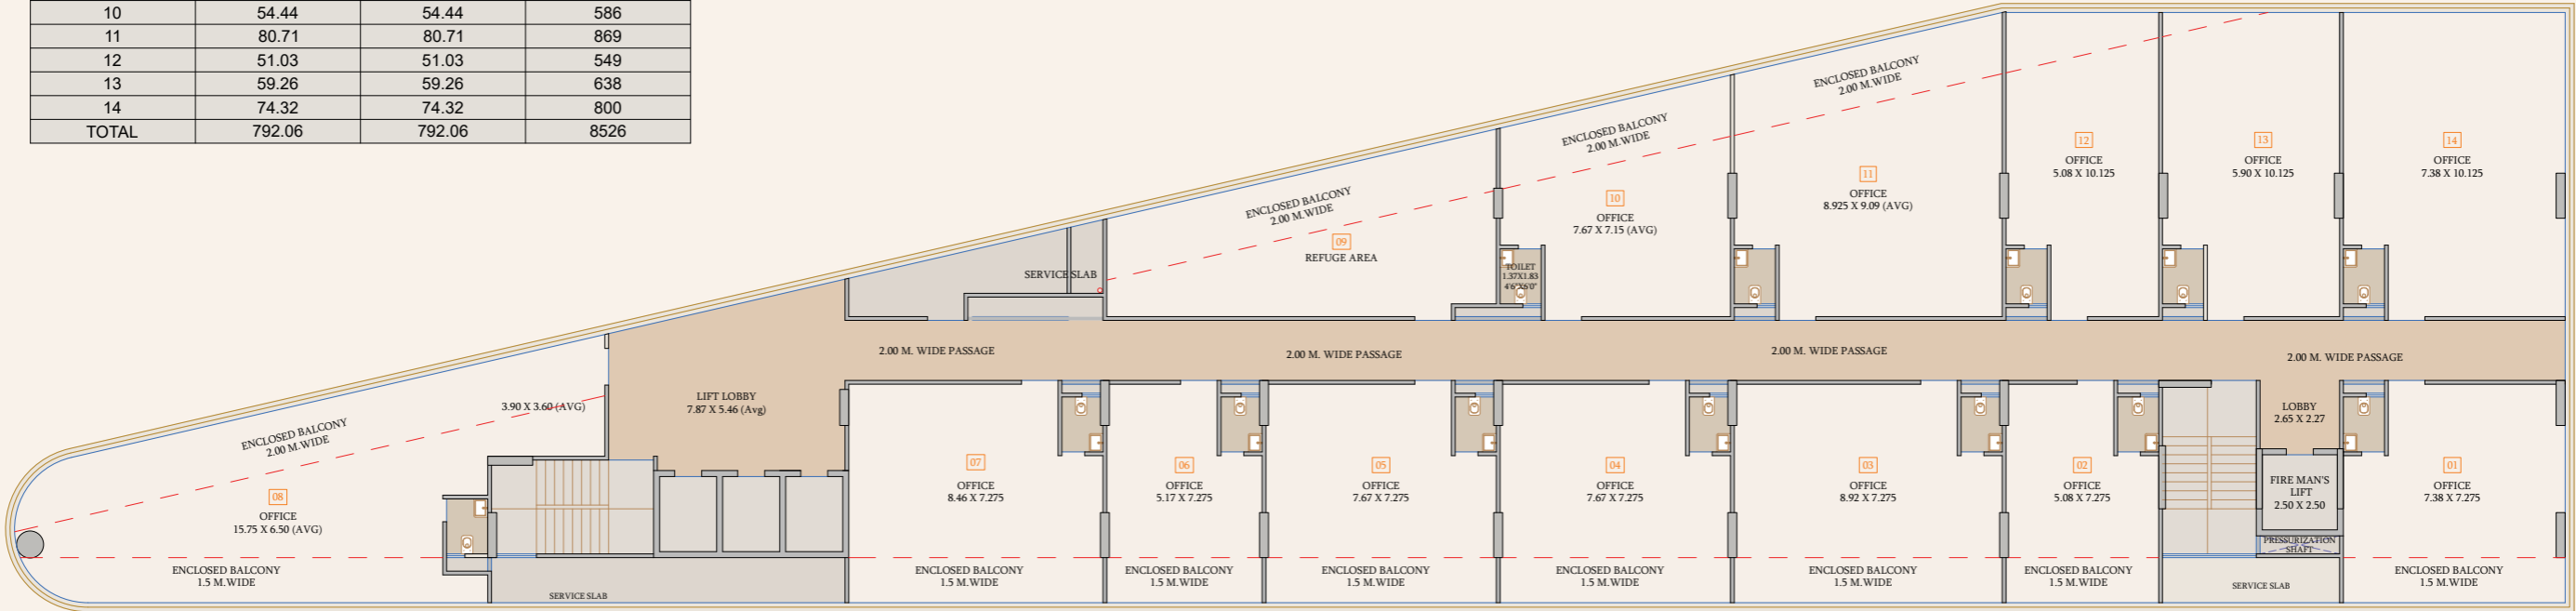 10 54.44 54.44 586
11 80.71 80.71 869
12 51.03 51.03 549
13 59.26 59.26 638
14 74.32 74.32 800
TOTAL 792.06 792.06 8526
ENCLOSED BALCONY
2.00 M.WIDE
3.90 X 3.60 (AVG)
08
OFFICE
15.75 X 6.50 (AVG)
ENCLOSED BALCONY
1.5 M.WIDE
SERVICE SLAB
LIFT LOBBY
7.87 X 5.46 (Avg)
SERVICE SLAB
ENCLOSED BALCONY
2.00 M.WIDE
09
REFUGE AREA
ENCLOSED BALCONY
2.00 M.WIDE
10
OFFICE
7.67 X 7.15 (AVG)
TOILET
1.37X1.83
4'6"X6'0"
ENCLOSED BALCONY
2.00 M.WIDE
11
OFFICE
8.925 X 9.09 (AVG)
12
OFFICE
5.08 X 10.125
13
OFFICE
5.90 X 10.125
14
OFFICE
7.38 X 10.125
2.00 M. WIDE PASSAGE
2.00 M. WIDE PASSAGE
2.00 M. WIDE PASSAGE
2.00 M. WIDE PASSAGE
07
OFFICE
8.46 X 7.275
ENCLOSED BALCONY
1.5 M.WIDE
06
OFFICE
5.17 X 7.275
ENCLOSED BALCONY
1.5 M.WIDE
05
OFFICE
7.67 X 7.275
ENCLOSED BALCONY
1.5 M.WIDE
04
OFFICE
7.67 X 7.275
ENCLOSED BALCONY
1.5 M.WIDE
03
OFFICE
8.92 X 7.275
ENCLOSED BALCONY
1.5 M.WIDE
02
OFFICE
5.08 X 7.275
ENCLOSED BALCONY
1.5 M.WIDE
LOBBY
2.65 X 2.27
FIRE MAN'S
LIFT
2.50 X 2.50
PRESSURIZATION
SHAFT
SERVICE SLAB
01
OFFICE
7.38 X 7.275
ENCLOSED BALCONY
1.5 M.WIDE